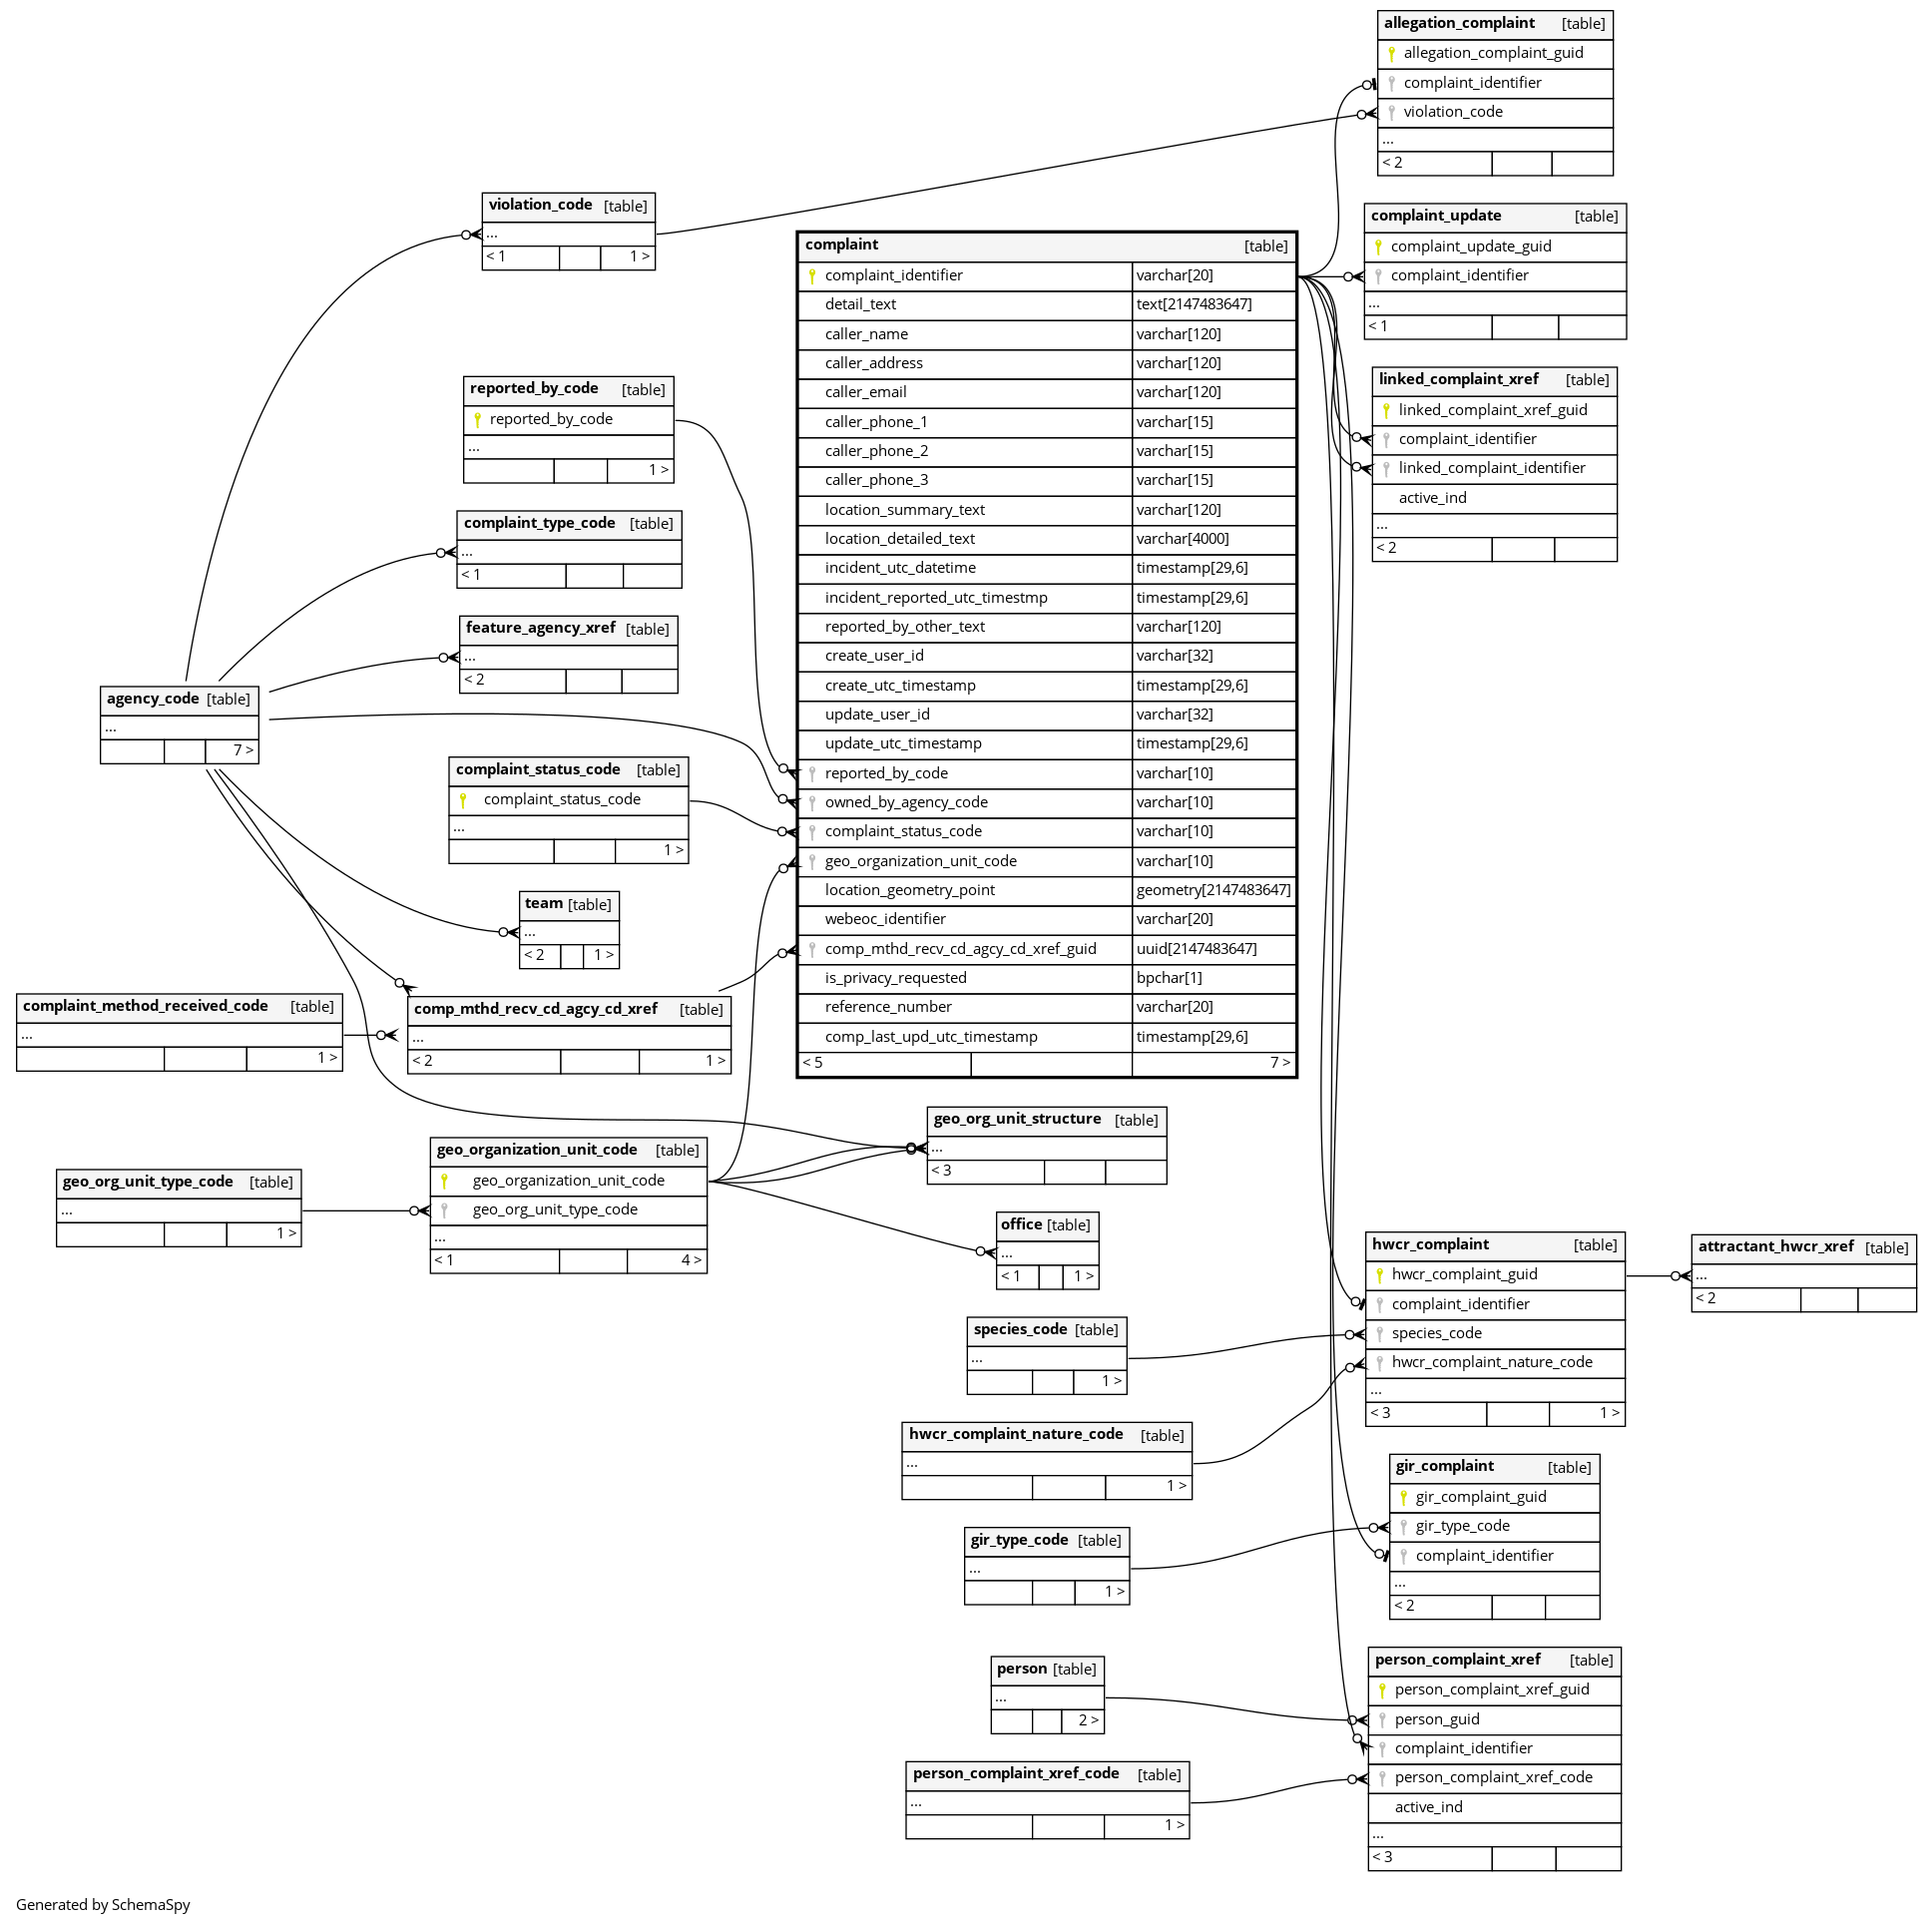 allegation_complaint [table]
allegation_complaint_guid
complaint_identifier
violation_code
...
< 2
violation_code [table]
...
< 1 1 >
complaint_update [table]
complaint_update_guid
complaint_identifier
...
< 1
complaint [table]
complaint_identifier varchar[20]
detail_text text[2147483647]
caller_name varchar[120]
caller_address varchar[120]
caller_email varchar[120]
caller_phone_1 varchar[15]
caller_phone_2 varchar[15]
caller_phone_3 varchar[15]
location_summary_text varchar[120]
location_detailed_text varchar[4000]
incident_utc_datetime timestamp[29,6]
incident_reported_utc_timestmp timestamp[29,6]
reported_by_other_text varchar[120]
create_user_id varchar[32]
create_utc_timestamp timestamp[29,6]
update_user_id varchar[32]
update_utc_timestamp timestamp[29,6]
reported_by_code varchar[10]
owned_by_agency_code varchar[10]
complaint_status_code varchar[10]
geo_organization_unit_code varchar[10]
location_geometry_point geometry[2147483647]
webeoc_identifier varchar[20]
comp_mthd_recv_cd_agcy_cd_xref_guid uuid[2147483647]
is_privacy_requested bpchar[1]
reference_number varchar[20]
comp_last_upd_utc_timestamp timestamp[29,6]
< 5 7 >
linked_complaint_xref [table]
linked_complaint_xref_guid
complaint_identifier
linked_complaint_identifier
active_ind
...
< 2
reported_by_code [table]
reported_by_code
...
1 >
complaint_type_code [table]
...
< 1
feature_agency_xref [table]
...
< 2
agency_code [table]
...
7 >
complaint_status_code [table]
complaint_status_code
...
1 >
team [table]
...
< 2 1 >
complaint_method_received_code [table]
...
1 >
comp_mthd_recv_cd_agcy_cd_xref [table]
...
< 2 1 >
geo_org_unit_structure [table]
...
< 3
geo_organization_unit_code [table]
geo_organization_unit_code
geo_org_unit_type_code
...
< 1 4 >
geo_org_unit_type_code [table]
...
1 >
office [table]
...
< 1 1 >
hwcr_complaint [table]
hwcr_complaint_guid
complaint_identifier
species_code
hwcr_complaint_nature_code
...
< 3 1 >
attractant_hwcr_xref [table]
...
< 2
species_code [table]
...
1 >
hwcr_complaint_nature_code [table]
...
1 >
gir_complaint [table]
gir_complaint_guid
gir_type_code
complaint_identifier
...
< 2
gir_type_code [table]
...
1 >
person [table]
...
2 >
person_complaint_xref [table]
person_complaint_xref_guid
person_guid
complaint_identifier
person_complaint_xref_code
active_ind
...
< 3
person_complaint_xref_code [table]
...
1 >
Generated by SchemaSpy